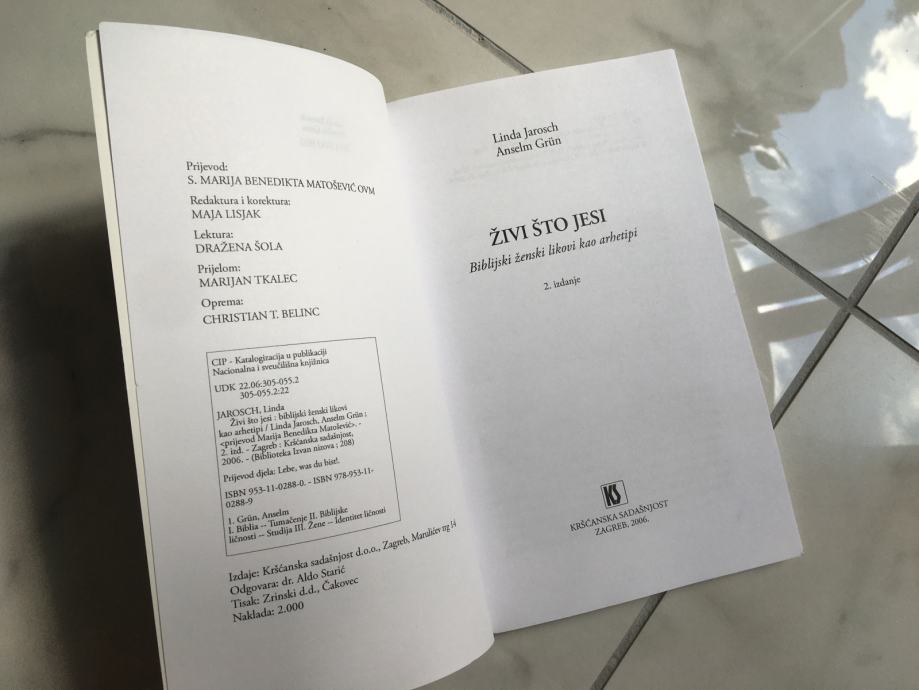 Prijevod:
S. MARIJA BENEDIKTA MATOŠEVIĆ OVM
Redaktura i korektura:
MAJA LISJAK
Lektura:
DRAŽENA ŠOLA
Prijelom:
MARIJAN TKALEC
Oprema:
CHRISTIAN T. BELINC
CIP - Katalogizacija u publikaciji
Nacionalna i sveučilišna knjižnica
UDK 22.06:305-055.2
305-055.2:22
JAROSCH, Linda
Živi što jesi : biblijski ženski likovi
kao arhetipi / Linda Jarosch, Anselm Grün ;
<prijevod Marija Benedikta Matošević>. -
2. izd. - Zagreb : Kršćanska sadašnjost,
2006. - (Biblioteka Izvan nizova ; 208)
Prijevod djela: Lebe, was du bist!.
ISBN 953-11-0288-0. - ISBN 978-953-11-
0288-9
1. Grün, Anselm
I. Biblia -- Tumačenje II. Biblijske
ličnosti -- Studija III. Žene -- Identitet ličnosti
Izdaje: Kršćanska sadašnjost d.o.o., Zagreb, Marulićev trg 14
Odgovara: dr. Aldo Starić
Tisak: Zrinski d.d., Čakovec
Naklada: 2.000
Linda Jarosch
Anselm Grün
ŽIVI ŠTO JESI
Biblijski ženski likovi kao arhetipi
2. izdanje
KS
KRŠĆANSKA SADAŠNJOST
ZAGREB, 2006.